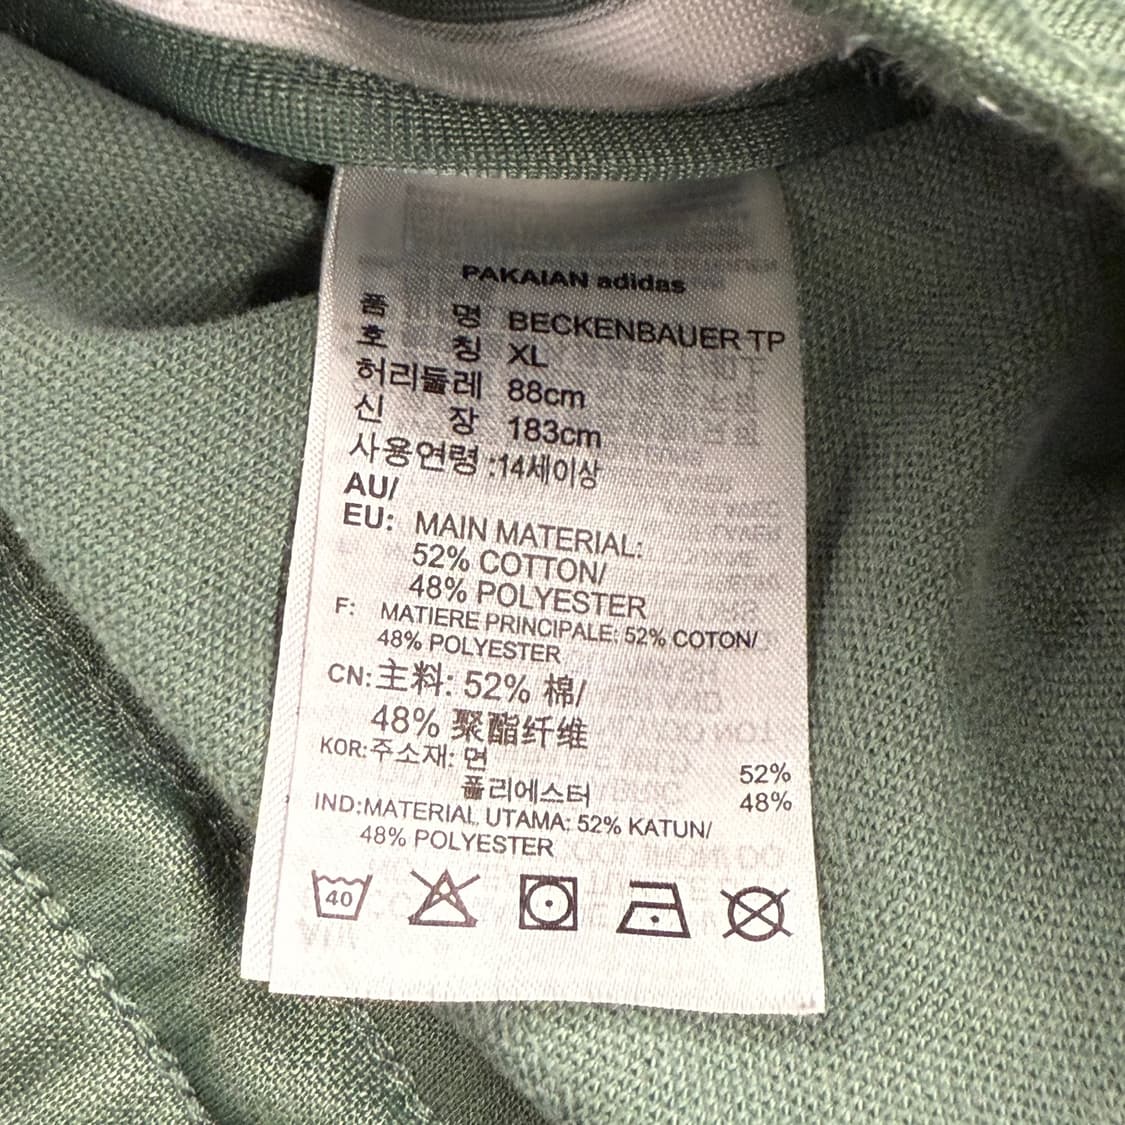 PAKAIAN adidas
품 명 BECKENBAUER TP
호 칭 XL
허리둘레 88cm
신 장 183cm
사용연령 :14세이상
AU/
EU: MAIN MATERIAL:
52% COTTON/
48% POLYESTER
F: MATIERE PRINCIPALE: 52% COTON/
48% POLYESTER
CN:主料: 52% 棉/
48% 聚酯纤维
KOR:주소재: 면 52%
폴리에스터 48%
IND:MATERIAL UTAMA: 52% KATUN/
48% POLYESTER
40